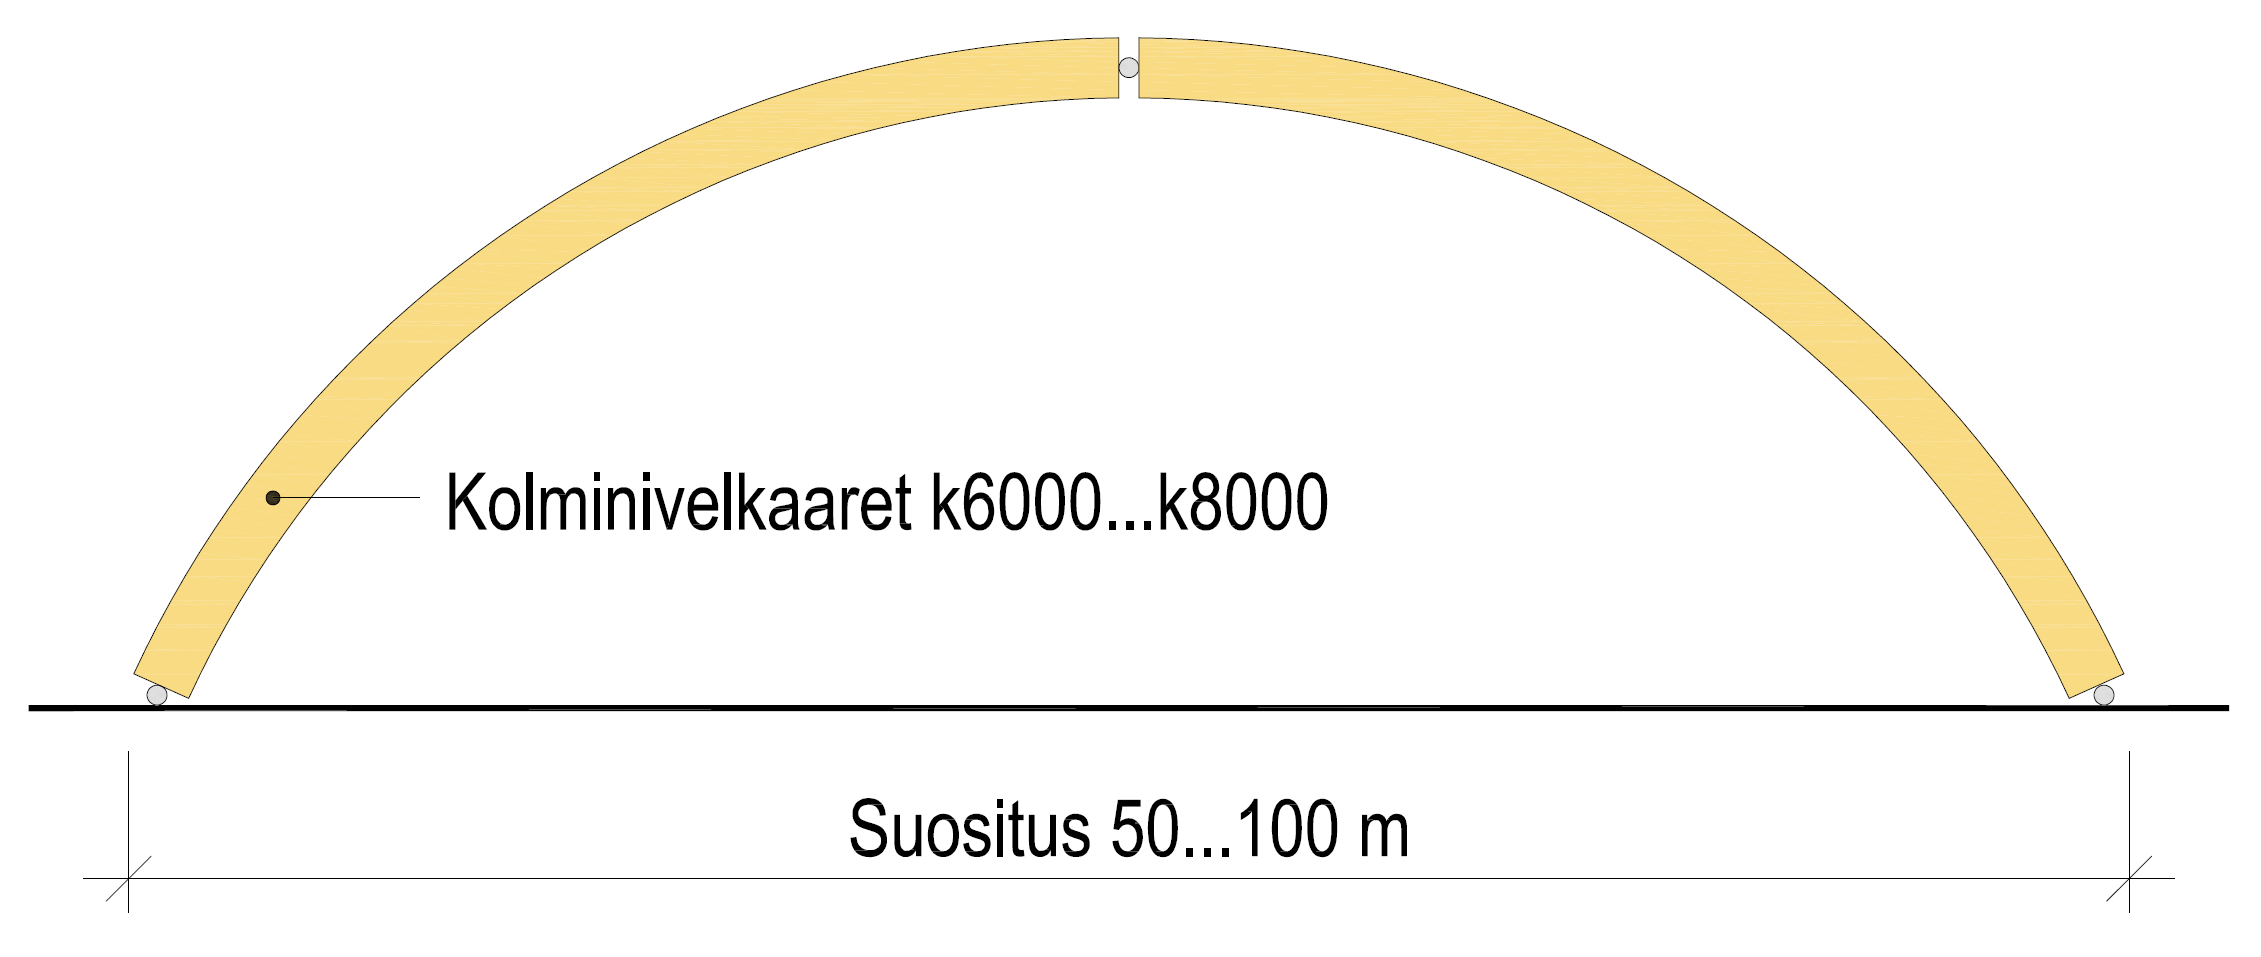 Kolminivelkaaret k6000...k8000
Suositus 50...100 m